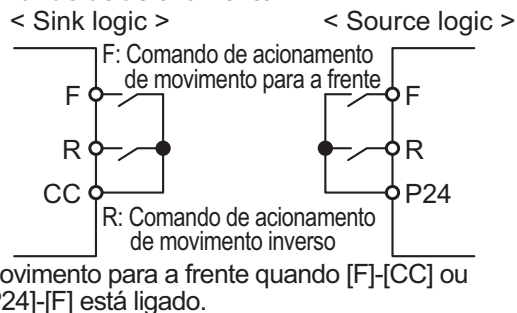 < Sink logic >
< Source logic >
F: Comando de acionamento
de movimento para a frente
F
F
R
R
CC
P24
R: Comando de acionamento
de movimento inverso
ovimento para a frente quando [F]-[CC] ou
P24]-[F] está ligado.